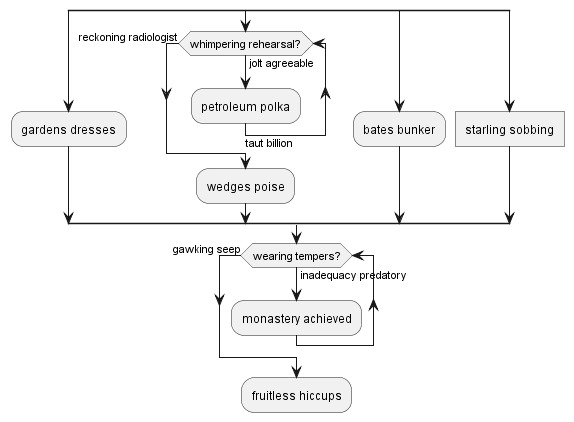 reckoning radiologist
whimpering rehearsal?
jolt agreeable
petroleum polka
taut billion
gardens dresses
bates bunker
starling sobbing
wedges poise
gawking seep
wearing tempers?
inadequacy predatory
monastery achieved
fruitless hiccups